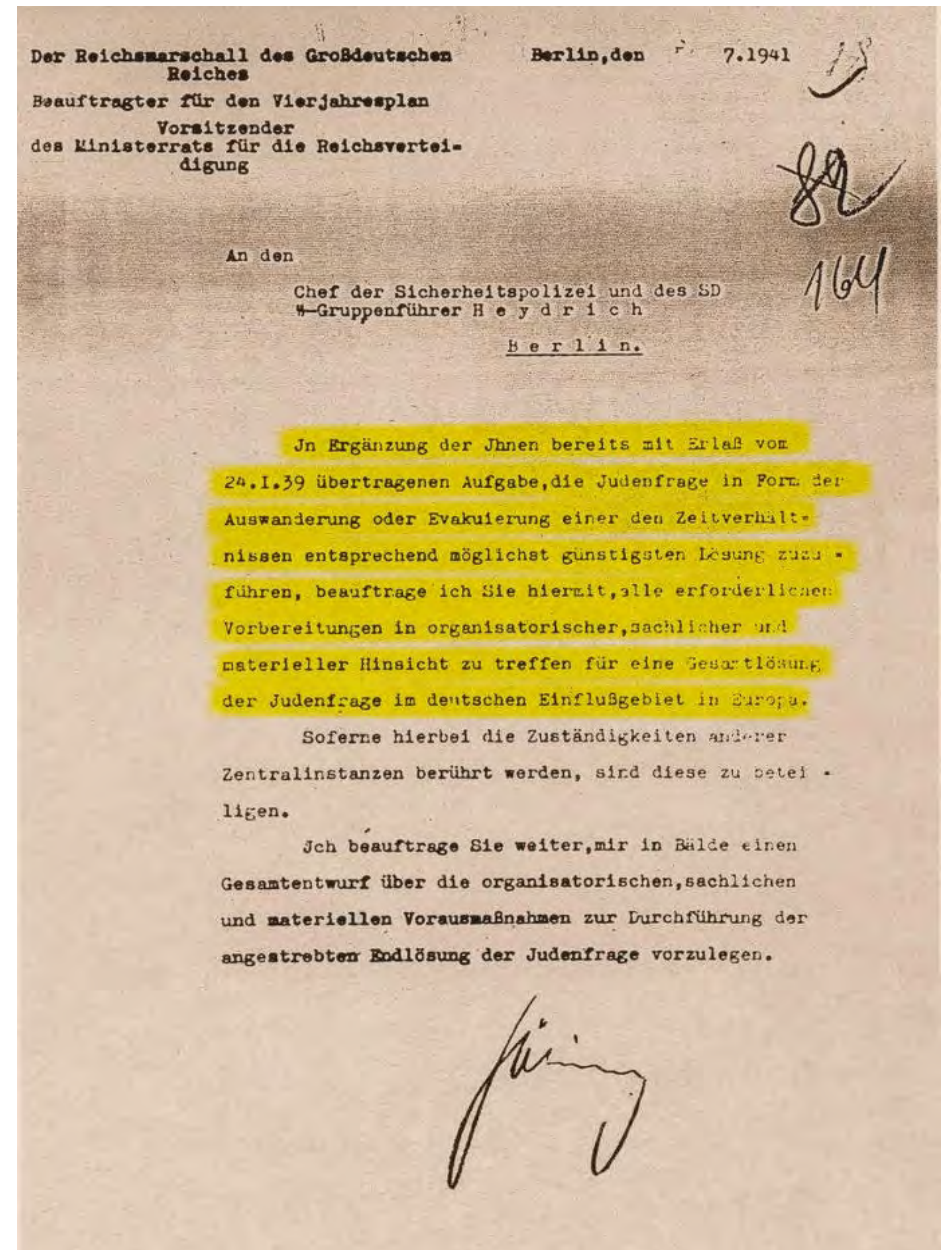 Der Reichsmarschall des Großdeutschen
Reiches
Berlin,den 7.1941
Beauftragter für den Vierjahresplan
Vorsitzender
des Ministerrats für die Reichsvertei-
digung
82
164
An den
Chef der Sicherheitspolizei und des SD
SS-Gruppenführer H e y d r i c h
B e r l i n.
Jn Ergänzung der Jhnen bereits mit Erlaß vom
24.I.39 übertragenen Aufgabe,die Judenfrage in Form der
Auswanderung oder Evakuierung einer den Zeitverhält-
nissen entsprechend möglichst günstigsten Lösung zuzu-
führen, beauftrage ich Sie hiermit,alle erforderlichen
Vorbereitungen in organisatorischer,sachlicher und
materieller Hinsicht zu treffen für eine Gesamtlösung
der Judenfrage im deutschen Einflußgebiet in Europa.
Soferne hierbei die Zuständigkeiten anderer
Zentralinstanzen berührt werden, sind diese zu betei-
ligen.
Jch beauftrage Sie weiter,mir in Bälde einen
Gesamtentwurf über die organisatorischen,sachlichen
und materiellen Vorausmaßnahmen zur Durchführung der
angestrebten Endlösung der Judenfrage vorzulegen.
Göring